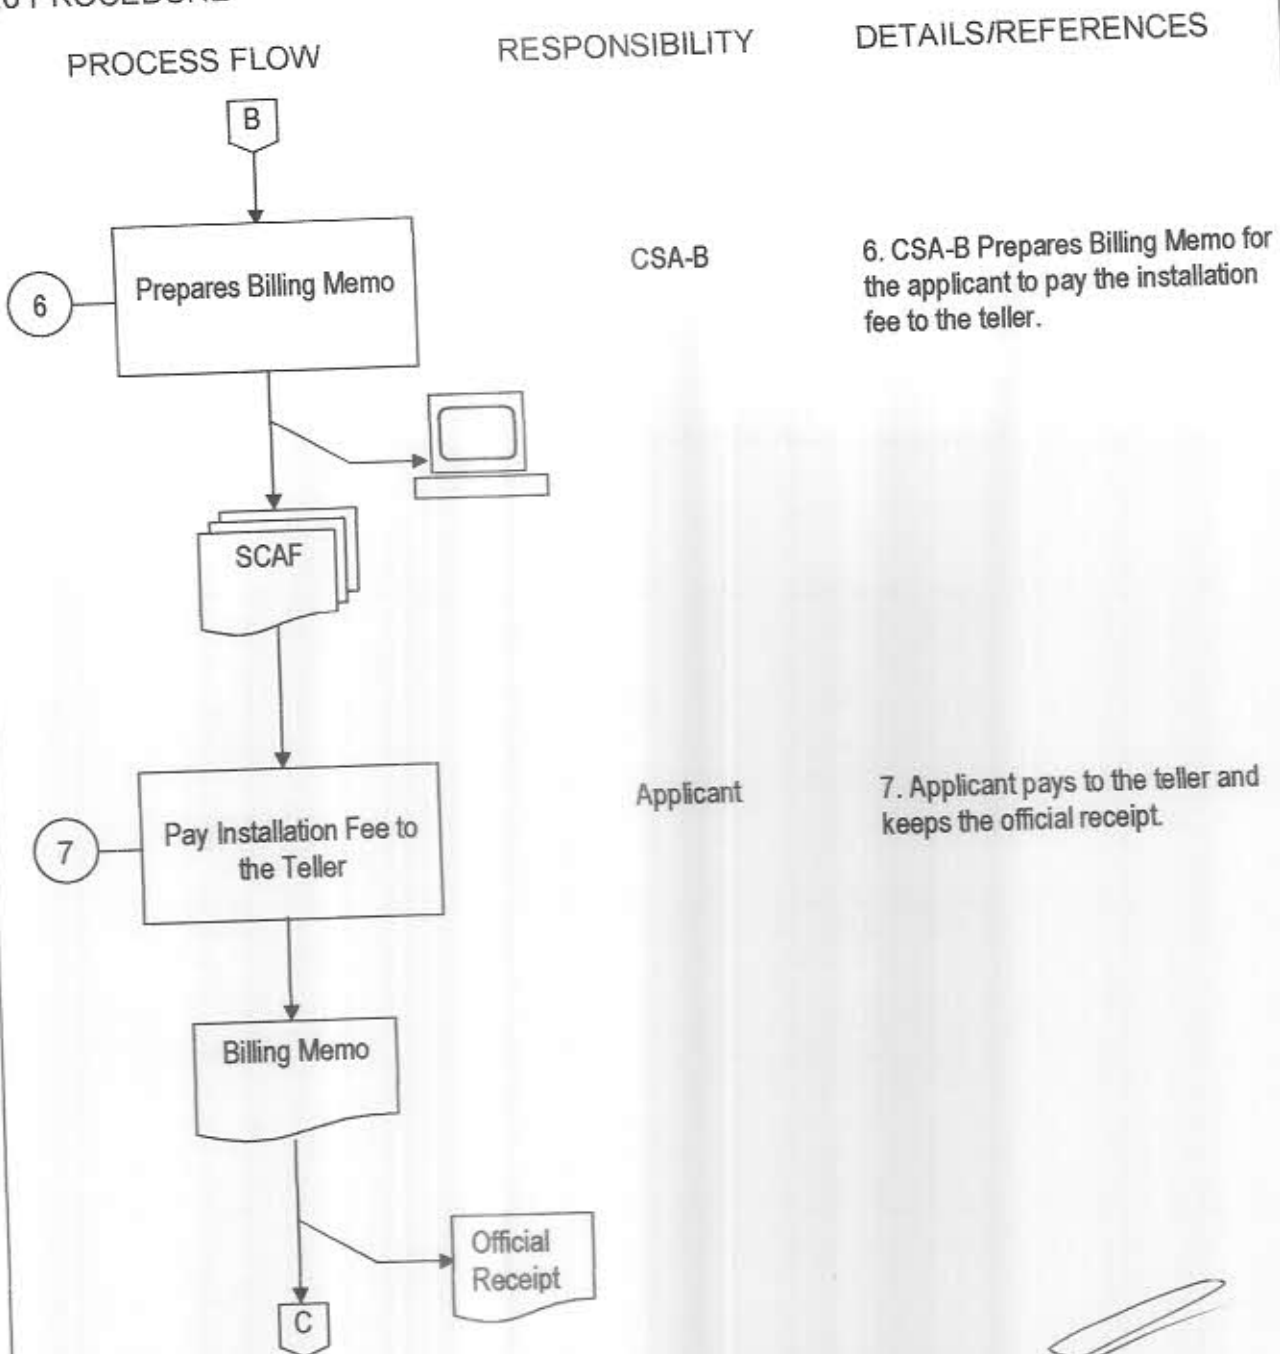 PROCEDURE
PROCESS FLOW
RESPONSIBILITY
DETAILS/REFERENCES
B
6
Prepares Billing Memo
CSA-B
6. CSA-B Prepares Billing Memo for
the applicant to pay the installation
fee to the teller.
SCAF
7
Pay Installation Fee to
the Teller
Applicant
7. Applicant pays to the teller and
keeps the official receipt.
Billing Memo
Official
Receipt
C